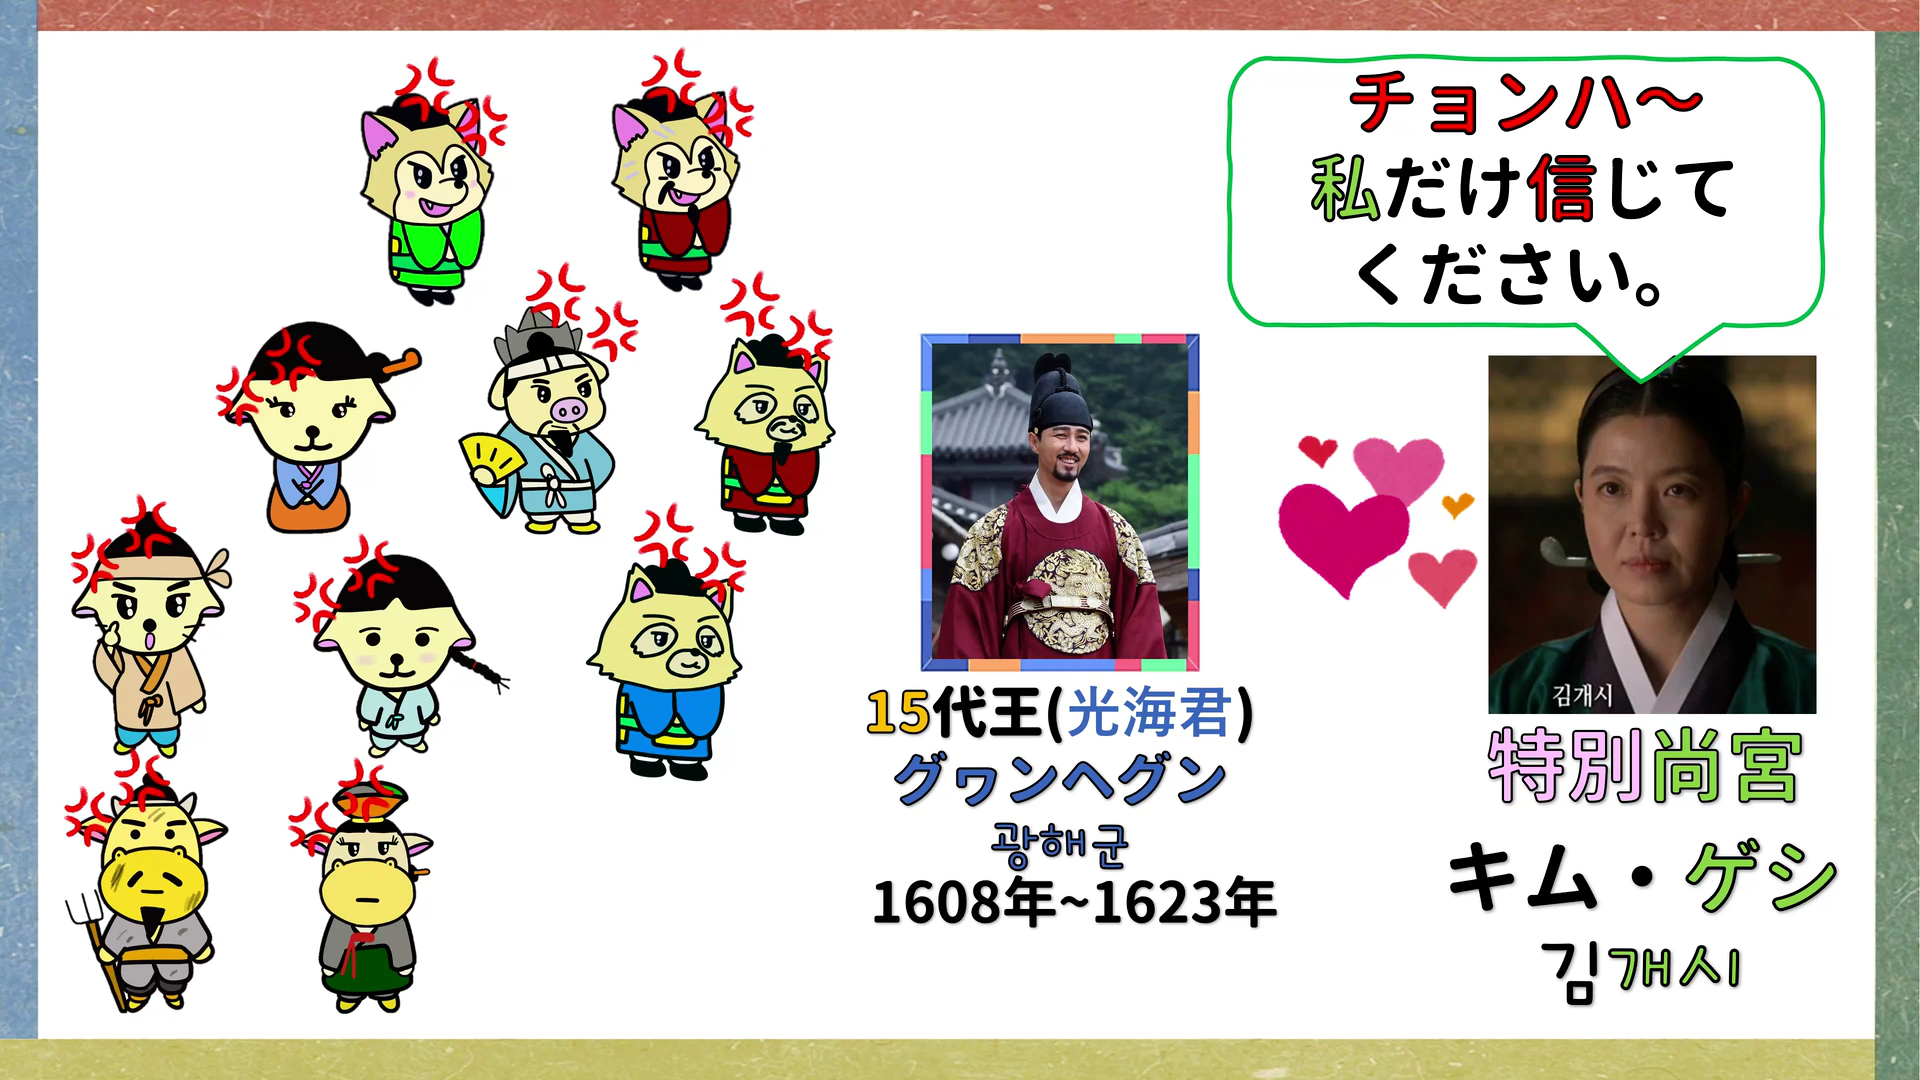 チョンハ～
私だけ信じて
ください。
김개시
15代王(光海君)
グヮンヘグン
광해군
1608年~1623年
特別尚宮
キム・ゲシ
김개시